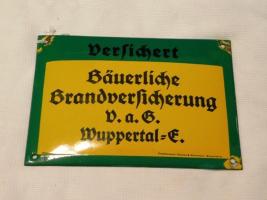 Versichert
Bäuerliche
Brandversicherung
V. a. G.
Wuppertal=E.